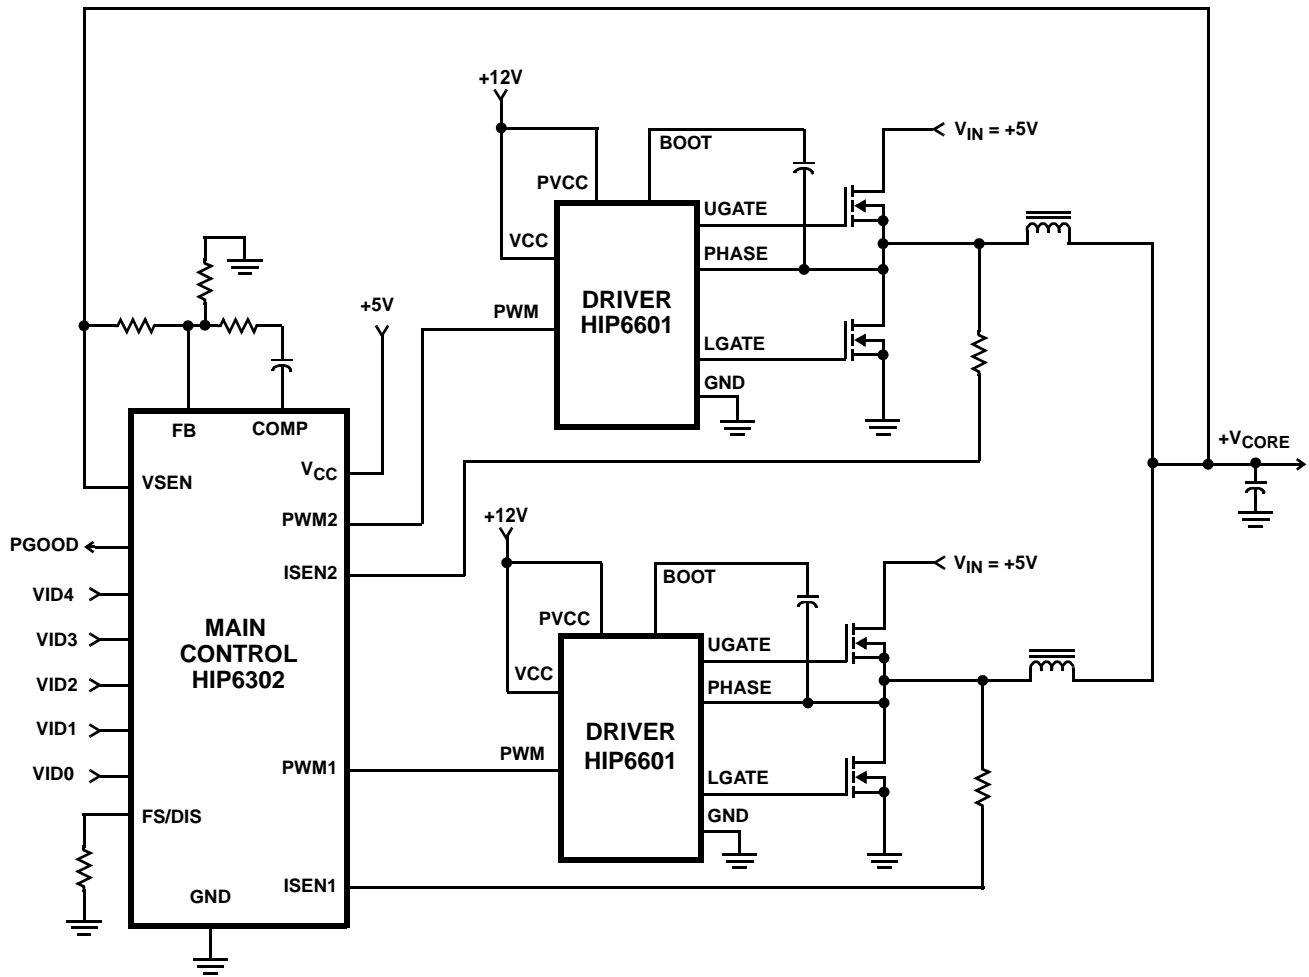 +12V
V_IN = +5V
BOOT
PVCC
UGATE
VCC
PHASE
+5V
PWM
DRIVER
HIP6601
LGATE
GND
FB
COMP
+V_CORE
V_CC
VSEN
PWM2
+12V
PGOOD
V_IN = +5V
ISEN2
BOOT
VID4
PVCC
MAIN
CONTROL
HIP6302
VID3
UGATE
VCC
VID2
PHASE
VID1
DRIVER
HIP6601
PWM
PWM1
VID0
LGATE
FS/DIS
GND
ISEN1
GND